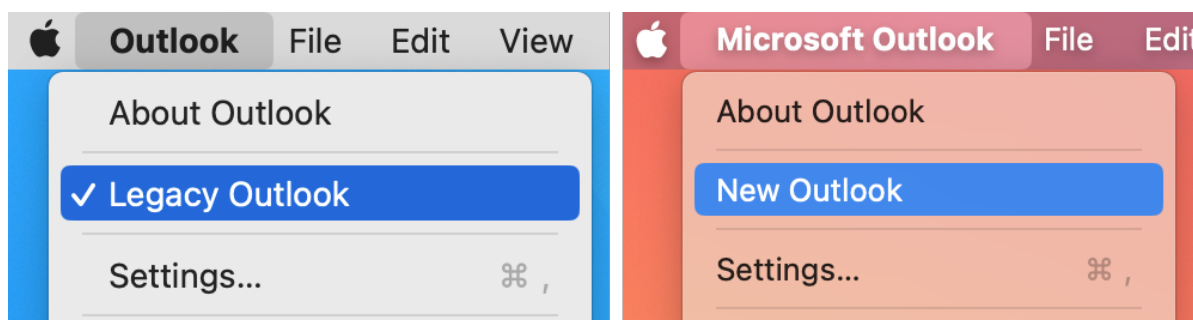 Outlook File Edit View
About Outlook
✓ Legacy Outlook
Settings... ⌘ ,
Microsoft Outlook File Edit
About Outlook
New Outlook
Settings... ⌘ ,